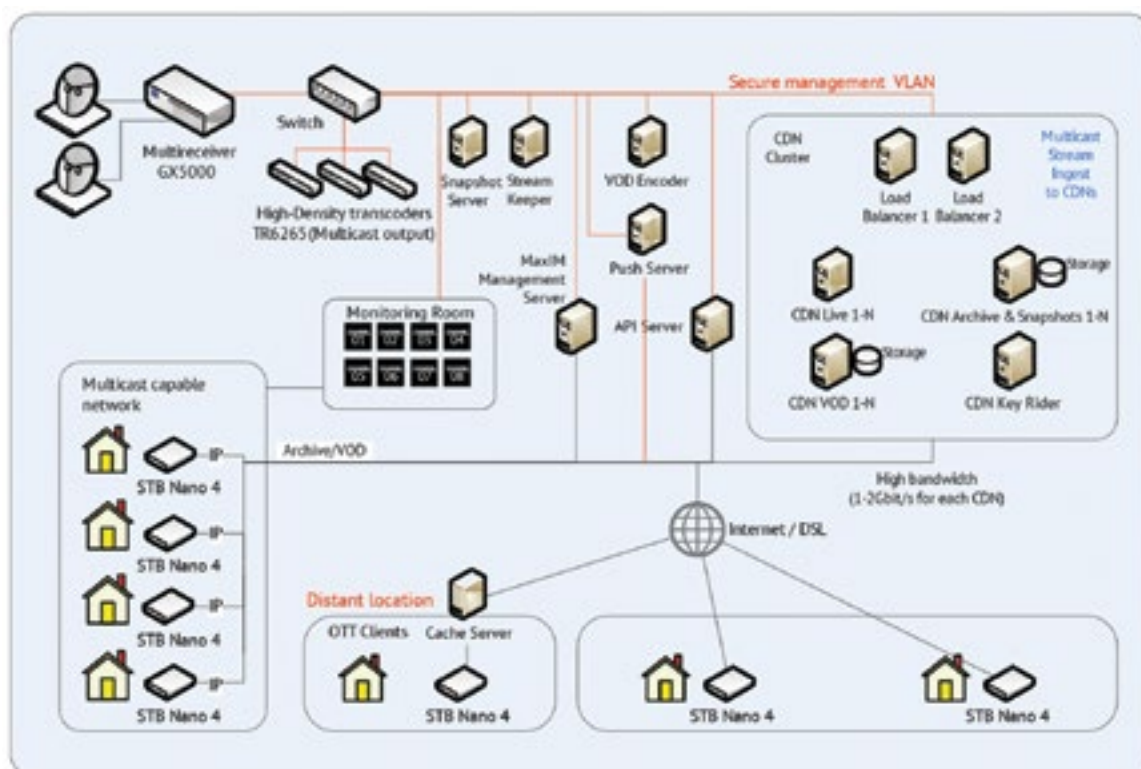 Secure management VLAN
Switch
Multireceiver
GX5000
High-Density transcoders
TR6265(Multicast output)
Snapshot
Server
Stream
Keeper
VOD Encoder
Push Server
MaxIM
Management
Server
API Server
CDN
Cluster
Multicast
Stream
Ingest
to CDNs
Load
Balancer 1
Load
Balancer 2
CDN Live 1-N
Storage
CDN Archive & Snapshots 1-N
Storage
CDN VOD 1-N
CDN Key Rider
Monitoring Room
01 02 03 04
05 06 07 08
Multicast capable
network
IP
STB Nano 4
IP
STB Nano 4
IP
STB Nano 4
IP
STB Nano 4
Archive/VOD
High bandwidth
(1-2Gbit/s for each CDN)
Internet / DSL
Distant location
OTT Clients
Cache Server
STB Nano 4
STB Nano 4
STB Nano 4